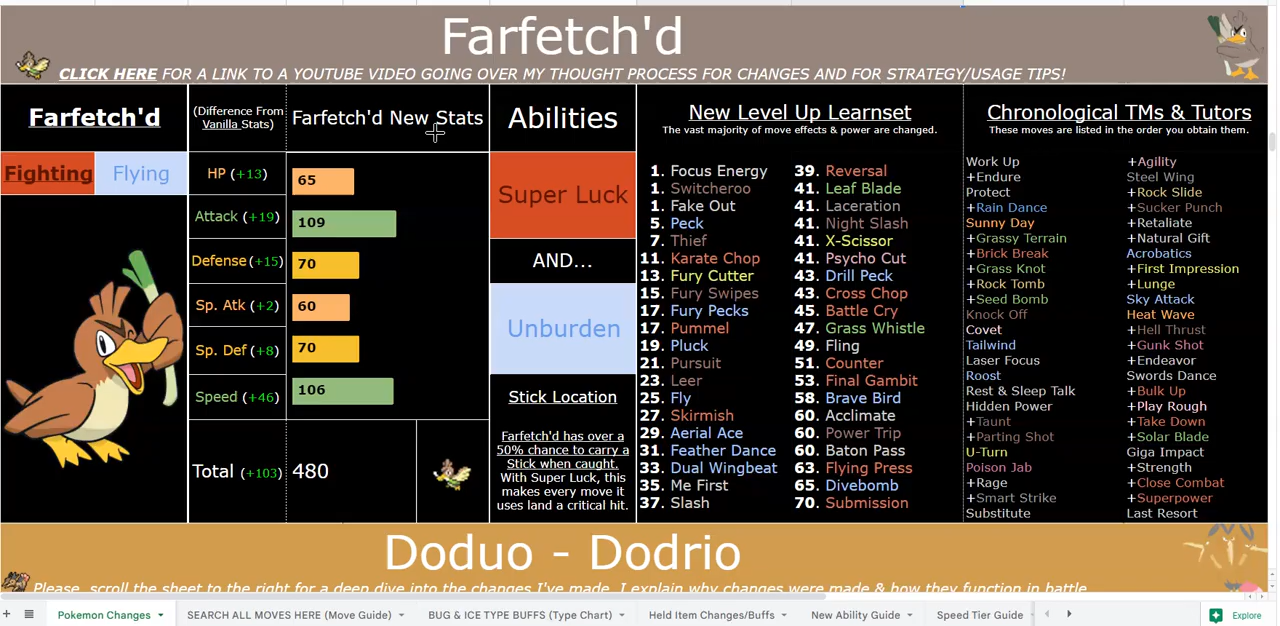 Farfetch'd
CLICK HERE FOR A LINK TO A YOUTUBE VIDEO GOING OVER MY THOUGHT PROCESS FOR CHANGES AND FOR STRATEGY/USAGE TIPS!
Farfetch'd
Fighting Flying
(Difference From
Vanilla Stats)
Farfetch'd New Stats
HP (+13) 65
Attack (+19) 109
Defense (+15) 70
Sp. Atk (+2) 60
Sp. Def (+8) 70
Speed (+46) 106
Total (+103) 480
Abilities
Super Luck
AND...
Unburden
Stick Location
Farfetch'd has over a
50% chance to carry a
Stick when caught.
With Super Luck, this
makes every move it
uses land a critical hit.
New Level Up Learnset
The vast majority of move effects & power are changed.
1. Focus Energy
1. Switcheroo
1. Fake Out
5. Peck
7. Thief
11. Karate Chop
13. Fury Cutter
15. Fury Swipes
17. Fury Pecks
17. Pummel
19. Pluck
21. Pursuit
23. Leer
25. Fly
27. Skirmish
29. Aerial Ace
31. Feather Dance
33. Dual Wingbeat
35. Me First
37. Slash
39. Reversal
41. Leaf Blade
41. Laceration
41. Night Slash
41. X-Scissor
41. Psycho Cut
43. Drill Peck
43. Cross Chop
45. Battle Cry
47. Grass Whistle
49. Fling
51. Counter
53. Final Gambit
58. Brave Bird
60. Acclimate
60. Power Trip
60. Baton Pass
63. Flying Press
65. Divebomb
70. Submission
Chronological TMs & Tutors
These moves are listed in the order you obtain them.
Work Up
+Endure
Protect
+Rain Dance
Sunny Day
+Grassy Terrain
+Brick Break
+Grass Knot
+Rock Tomb
+Seed Bomb
Knock Off
Covet
Tailwind
Laser Focus
Roost
Rest & Sleep Talk
Hidden Power
+Taunt
+Parting Shot
U-Turn
Poison Jab
+Rage
+Smart Strike
Substitute
+Agility
Steel Wing
+Rock Slide
+Sucker Punch
+Retaliate
+Natural Gift
Acrobatics
+First Impression
+Lunge
Sky Attack
Heat Wave
+Hell Thrust
+Gunk Shot
+Endeavor
Swords Dance
+Bulk Up
+Play Rough
+Take Down
+Solar Blade
Giga Impact
+Strength
+Close Combat
+Superpower
Last Resort
Doduo - Dodrio
Please, scroll the sheet to the right for a deep dive into the changes I've made. I explain why changes were made & how they function in battle
Pokemon Changes
SEARCH ALL MOVES HERE (Move Guide)
BUG & ICE TYPE BUFFS (Type Chart)
Held Item Changes/Buffs
New Ability Guide
Speed Tier Guide
Explore